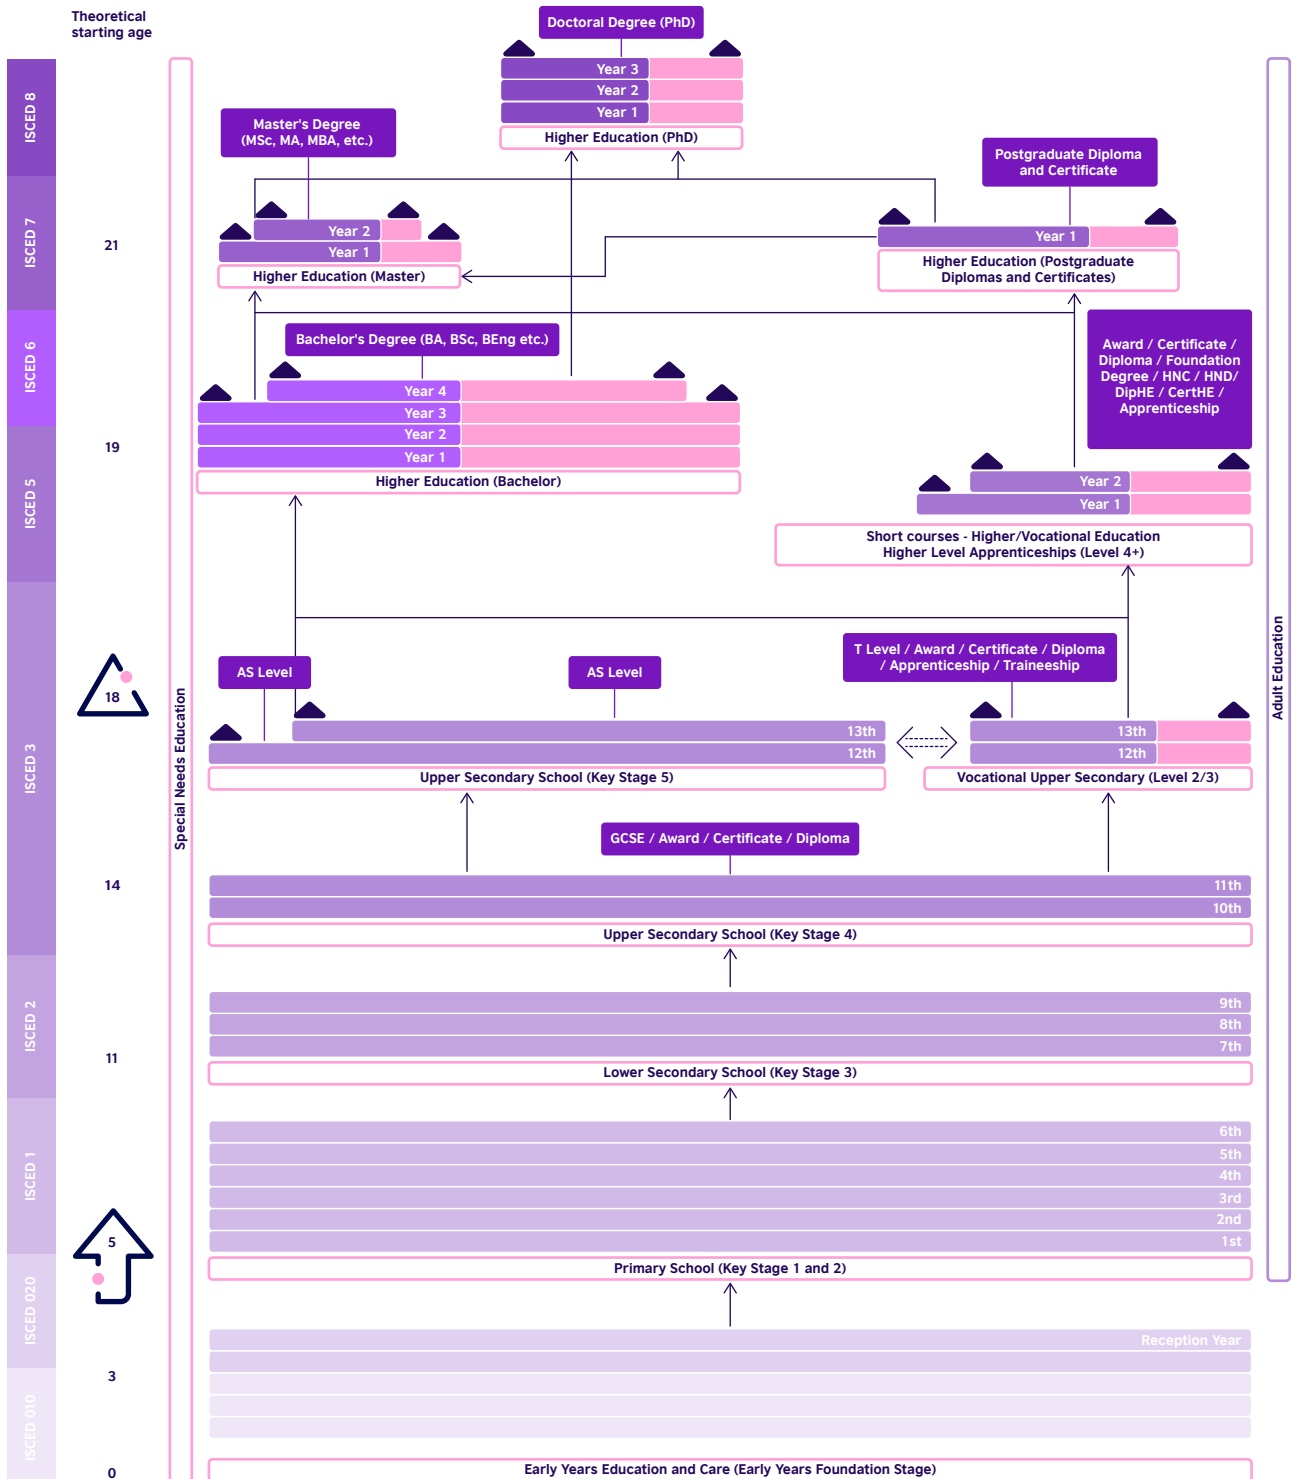 Theoretical
starting age
Doctoral Degree (PhD)
Year 3
Year 2
Year 1
Higher Education (PhD)
ISCED 8
Master's Degree
(MSc, MA, MBA, etc.)
Postgraduate Diploma
and Certificate
ISCED 7
21
Year 2
Year 1
Higher Education (Master)
Year 1
Higher Education (Postgraduate
Diplomas and Certificates)
ISCED 6
Bachelor's Degree (BA, BSc, BEng etc.)
Award / Certificate /
Diploma / Foundation
Degree / HNC / HND/
DipHE / CertHE /
Apprenticeship
Year 4
Year 3
Year 2
Year 1
Higher Education (Bachelor)
19
ISCED 5
Year 2
Year 1
Short courses - Higher/Vocational Education
Higher Level Apprenticeships (Level 4+)
Special Needs Education
Adult Education
ISCED 3
18
AS Level
AS Level
T Level / Award / Certificate / Diploma
/ Apprenticeship / Traineeship
13th
12th
Upper Secondary School (Key Stage 5)
13th
12th
Vocational Upper Secondary (Level 2/3)
GCSE / Award / Certificate / Diploma
14
11th
10th
Upper Secondary School (Key Stage 4)
ISCED 2
9th
8th
7th
11
Lower Secondary School (Key Stage 3)
ISCED 1
6th
5th
4th
3rd
2nd
1st
5
Primary School (Key Stage 1 and 2)
ISCED 020
Reception Year
3
ISCED 010
0
Early Years Education and Care (Early Years Foundation Stage)